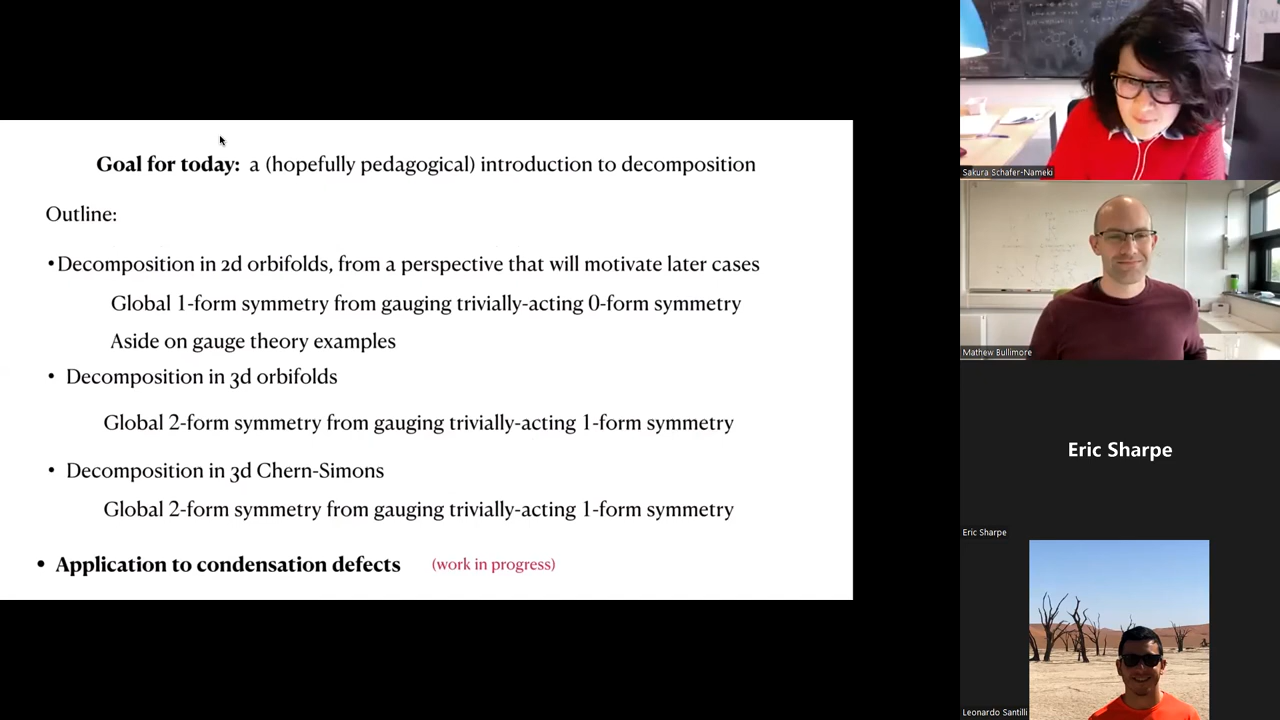 Goal for today: a (hopefully pedagogical) introduction to decomposition
Outline:
•Decomposition in 2d orbifolds, from a perspective that will motivate later cases
Global 1-form symmetry from gauging trivially-acting 0-form symmetry
Aside on gauge theory examples
• Decomposition in 3d orbifolds
Global 2-form symmetry from gauging trivially-acting 1-form symmetry
• Decomposition in 3d Chern-Simons
Global 2-form symmetry from gauging trivially-acting 1-form symmetry
• Application to condensation defects (work in progress)
Sakura Schafer-Nameki
Mathew Bullimore
Eric Sharpe
Eric Sharpe
Leonardo Santilli